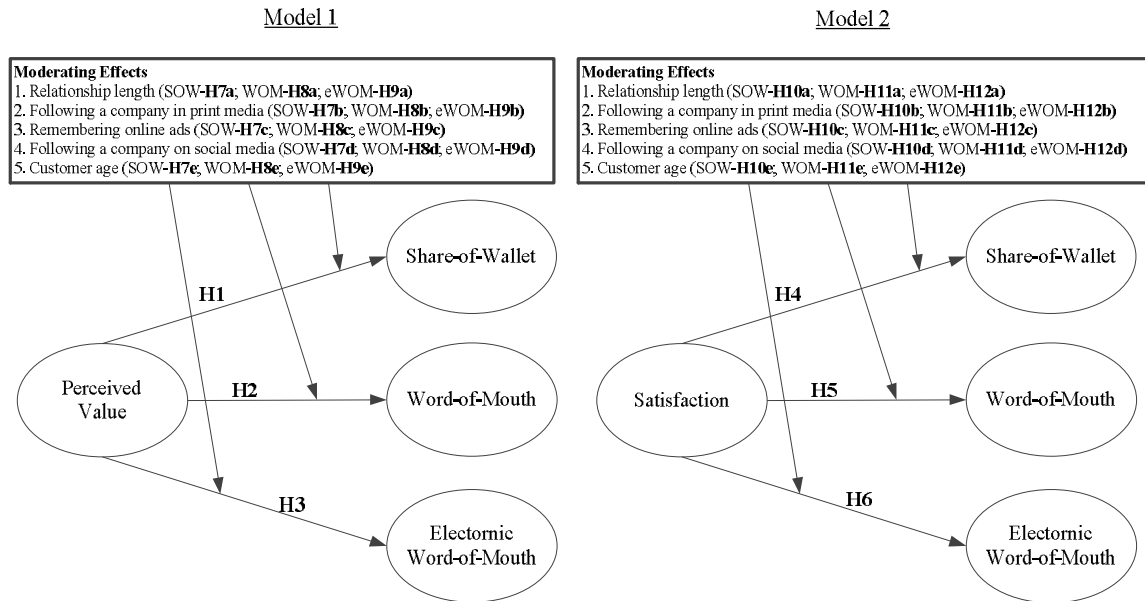 Model 1
Moderating Effects
1. Relationship length (SOW-H7a; WOM-H8a; eWOM-H9a)
2. Following a company in print media (SOW-H7b; WOM-H8b; eWOM-H9b)
3. Remembering online ads (SOW-H7c; WOM-H8c; eWOM-H9c)
4. Following a company on social media (SOW-H7d; WOM-H8d; eWOM-H9d)
5. Customer age (SOW-H7e; WOM-H8e; eWOM-H9e)
Share-of-Wallet
H1
Perceived
Value
H2
Word-of-Mouth
H3
Electornic
Word-of-Mouth
Model 2
Moderating Effects
1. Relationship length (SOW-H10a; WOM-H11a; eWOM-H12a)
2. Following a company in print media (SOW-H10b; WOM-H11b; eWOM-H12b)
3. Remembering online ads (SOW-H10c; WOM-H11c; eWOM-H12c)
4. Following a company on social media (SOW-H10d; WOM-H11d; eWOM-H12d)
5. Customer age (SOW-H10e; WOM-H11e; eWOM-H12e)
Share-of-Wallet
H4
Satisfaction
H5
Word-of-Mouth
H6
Electornic
Word-of-Mouth